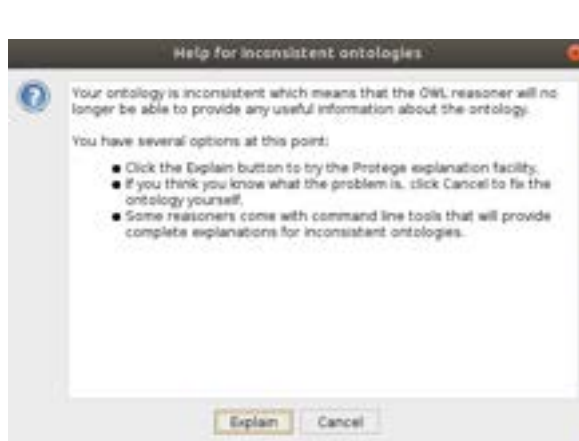 Help for inconsistent ontologies
Your ontology is inconsistent which means that the OWL reasoner will no
longer be able to provide any useful information about the ontology.
You have several options at this point:
● Click the Explain button to try the Protege explanation facility.
● If you think you know what the problem is, click Cancel to fix the
ontology yourself.
● Some reasoners come with command line tools that will provide
complete explanations for inconsistent ontologies.
Explain Cancel